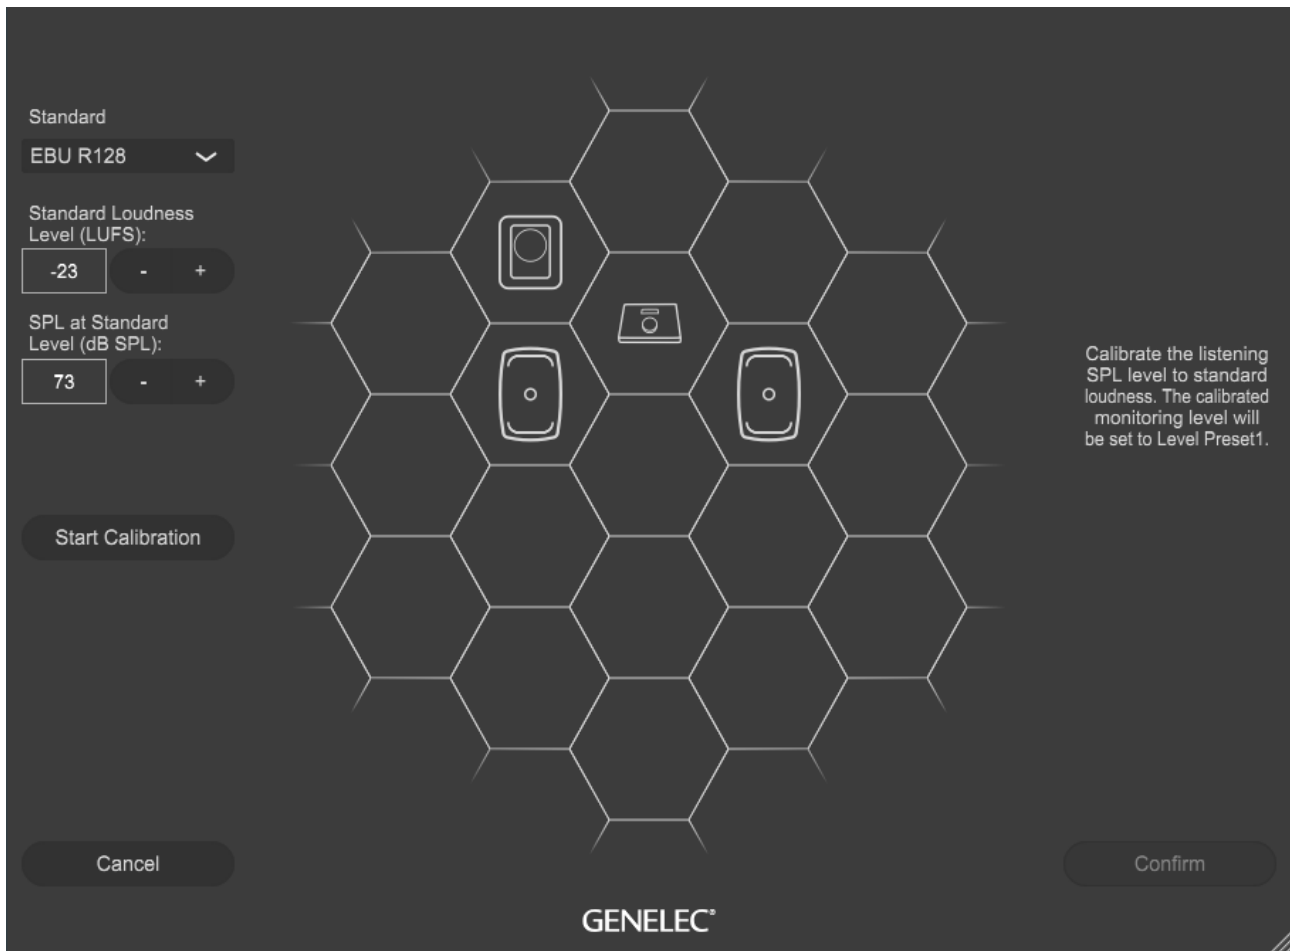 Standard
EBU R128
Standard Loudness
Level (LUFS):
-23 - +
SPL at Standard
Level (dB SPL):
73 - +
Start Calibration
Cancel
Calibrate the listening
SPL level to standard
loudness. The calibrated
monitoring level will
be set to Level Preset1.
Confirm
GENELEC®